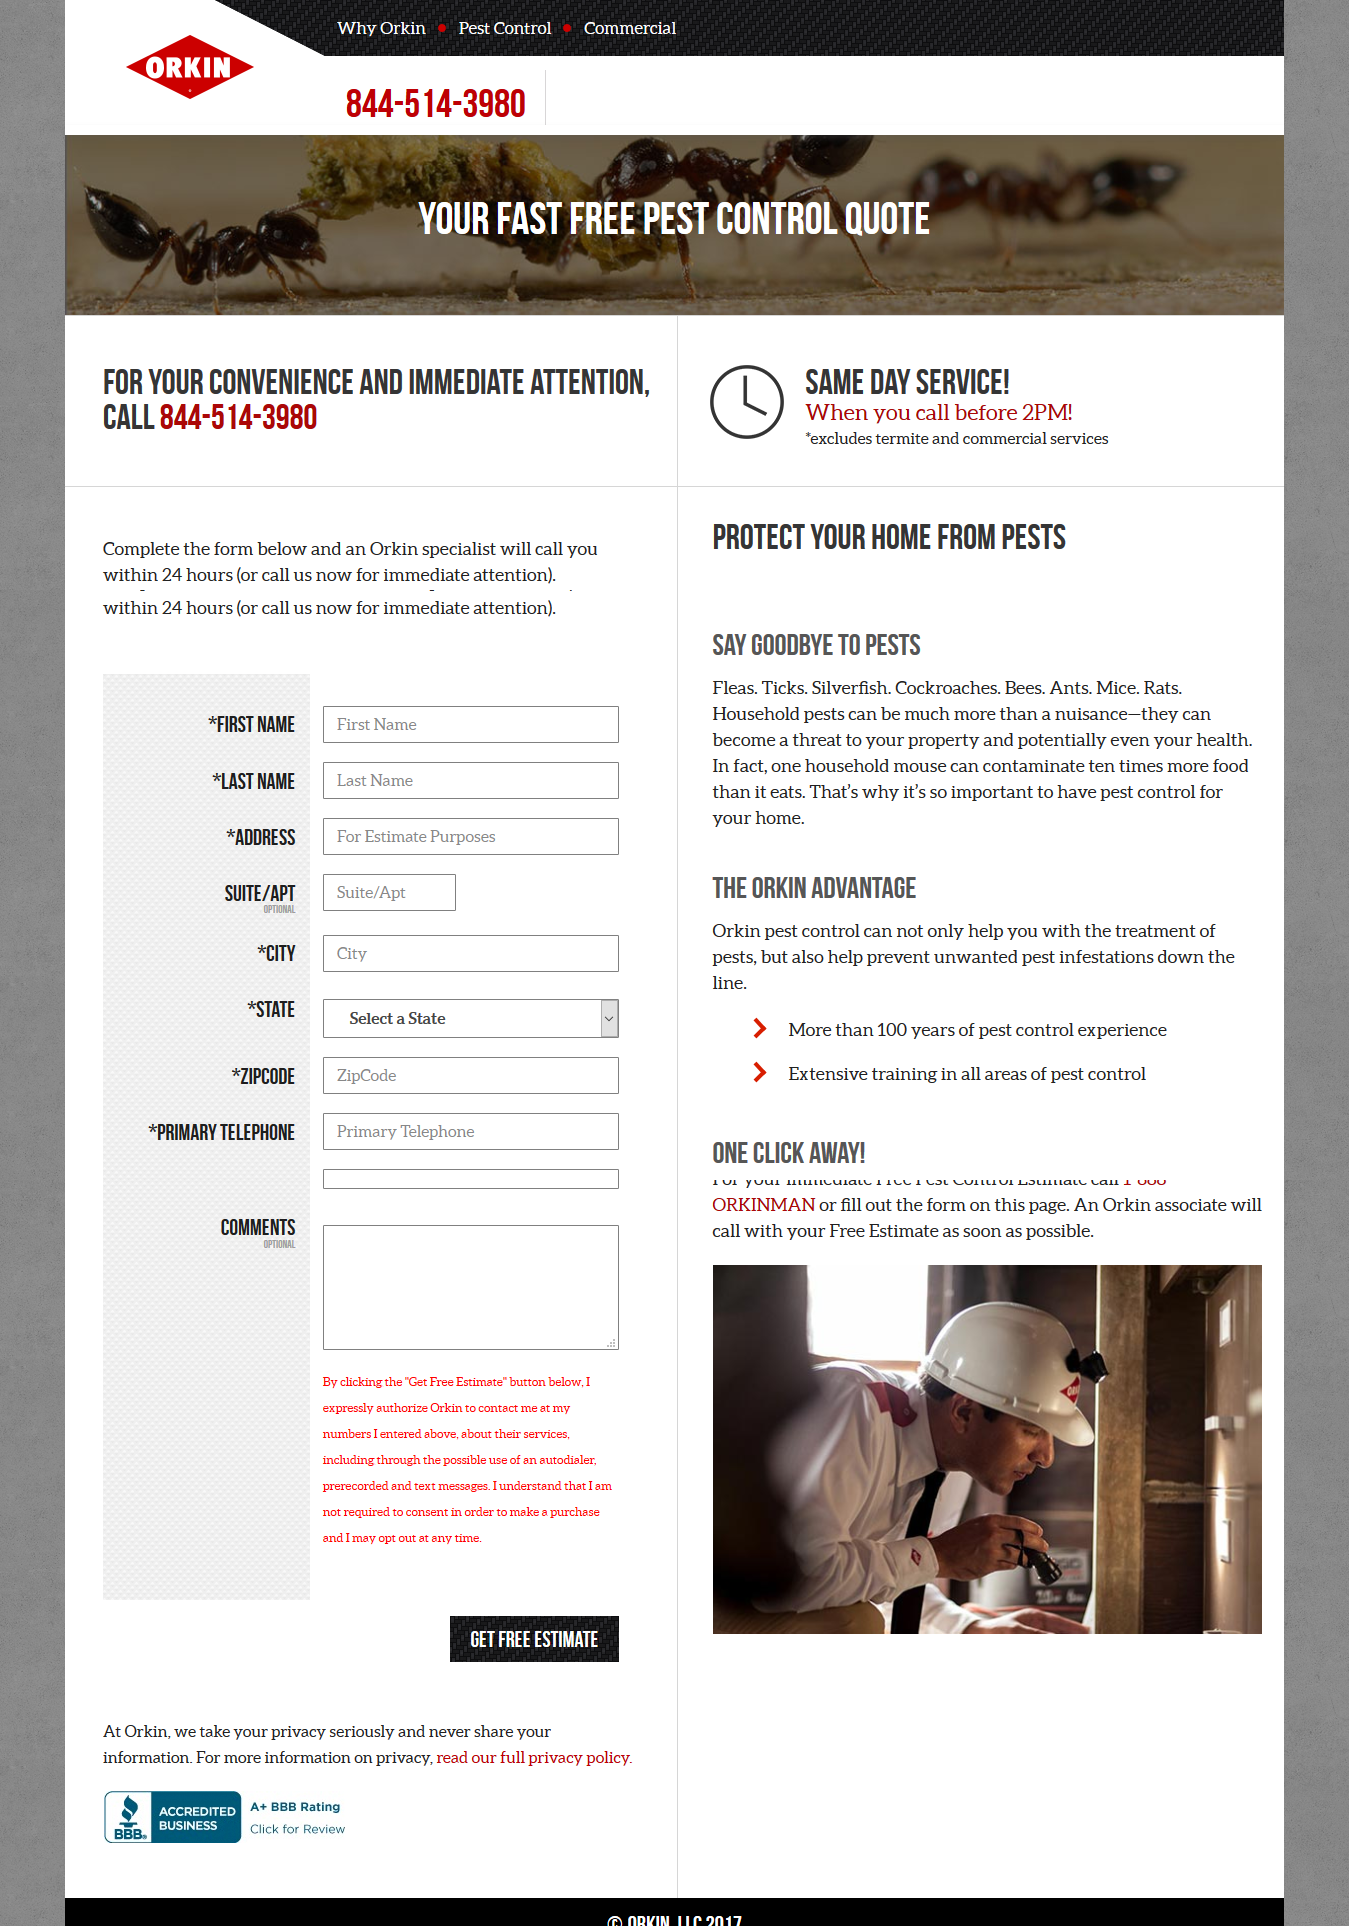 Why Orkin
Pest Control
Commercial
ORKIN
844-514-3980
YOUR FAST FREE PEST CONTROL QUOTE
FOR YOUR CONVENIENCE AND IMMEDIATE ATTENTION,
CALL 844-514-3980
SAME DAY SERVICE!
When you call before 2PM!
*excludes termite and commercial services
Complete the form below and an Orkin specialist will call you
within 24 hours (or call us now for immediate attention).
within 24 hours (or call us now for immediate attention).
*FIRST NAME
First Name
*LAST NAME
Last Name
*ADDRESS
For Estimate Purposes
SUITE/APT
OPTIONAL
Suite/Apt
*CITY
City
*STATE
Select a State
*ZIPCODE
ZipCode
*PRIMARY TELEPHONE
Primary Telephone
COMMENTS
OPTIONAL
By clicking the "Get Free Estimate" button below, I
expressly authorize Orkin to contact me at my
numbers I entered above, about their services,
including through the possible use of an autodialer,
prerecorded and text messages. I understand that I am
not required to consent in order to make a purchase
and I may opt out at any time.
GET FREE ESTIMATE
At Orkin, we take your privacy seriously and never share your
information. For more information on privacy, read our full privacy policy.
BBB
ACCREDITED
BUSINESS
A+ BBB Rating
Click for Review
PROTECT YOUR HOME FROM PESTS
SAY GOODBYE TO PESTS
Fleas. Ticks. Silverfish. Cockroaches. Bees. Ants. Mice. Rats.
Household pests can be much more than a nuisance—they can
become a threat to your property and potentially even your health.
In fact, one household mouse can contaminate ten times more food
than it eats. That’s why it’s so important to have pest control for
your home.
THE ORKIN ADVANTAGE
Orkin pest control can not only help you with the treatment of
pests, but also help prevent unwanted pest infestations down the
line.
More than 100 years of pest control experience
Extensive training in all areas of pest control
ONE CLICK AWAY!
For your immediate Free Pest Control Estimate call 1-888
ORKINMAN or fill out the form on this page. An Orkin associate will
call with your Free Estimate as soon as possible.
© ORKIN, LLC 2017